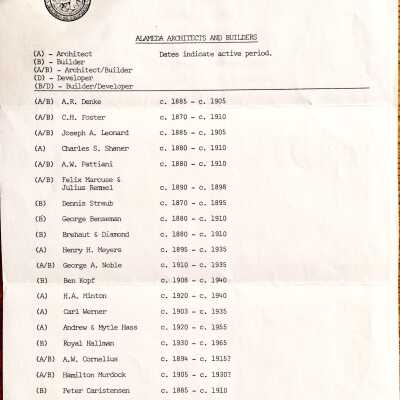 ALAMEDA ARCHITECTS AND BUILDERS
(A) - Architect Dates indicate active period.
(B) - Builder
(A/B) - Architect/Builder
(D) - Developer
(B/D) - Builder/Developer
(A/B) A.R. Denke c. 1885 - c. 1905
(A/B) C.H. Foster c. 1870 - c. 1910
(A/B) Joseph A. Leonard c. 1885 - c. 1905
(A) Charles S. Shaner c. 1880 - c. 1910
(A/B) A.W. Pattiani c. 1880 - c. 1910
(A/B) Felix Marcuse &
Julius Remmel c. 1890 - c. 1898
(B) Dennis Straub c. 1870 - c. 1895
(B) George Benseman c. 1880 - c. 1910
(B) Brehaut & Diamond c. 1880 - c. 1910
(A) Henry H. Meyers c. 1895 - c. 1935
(A/B) George A. Noble c. 1910 - c. 1935
(B) Ben Kopf c. 1908 - c. 1940
(A) H.A. Minton c. 1920 - c. 1940
(A) Carl Werner c. 1903 - c. 1935
(A) Andrew & Mytle Hass c. 1920 - c. 1955
(B) Royal Hallman c. 1930 - c. 1965
(A/B) A.W. Cornelius c. 1894 - c. 1915?
(A/B) Hamilton Murdock c. 1905 - c. 1930?
(B) Peter Caristensen c. 1885 - c. 1910